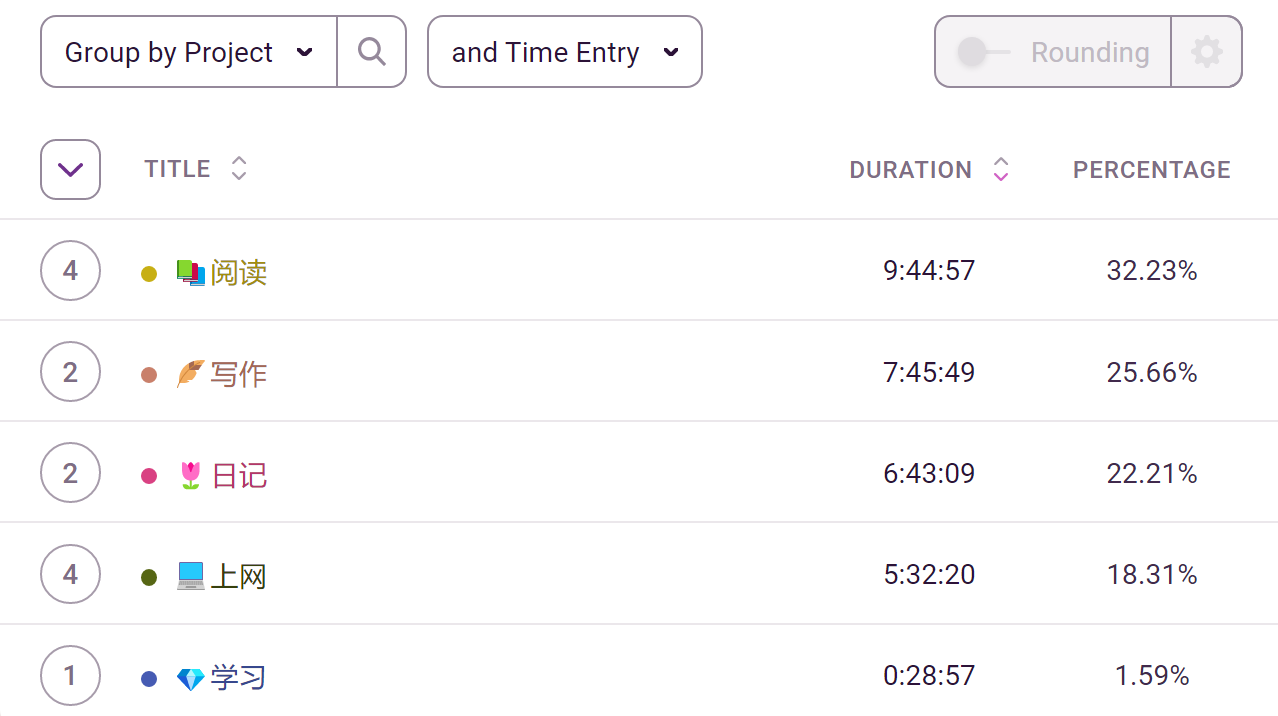 Group by Project and Time Entry Rounding
TITLE DURATION PERCENTAGE
4 📚阅读 9:44:57 32.23%
2 🪶写作 7:45:49 25.66%
2 🌷日记 6:43:09 22.21%
4 💻上网 5:32:20 18.31%
1 💎学习 0:28:57 1.59%